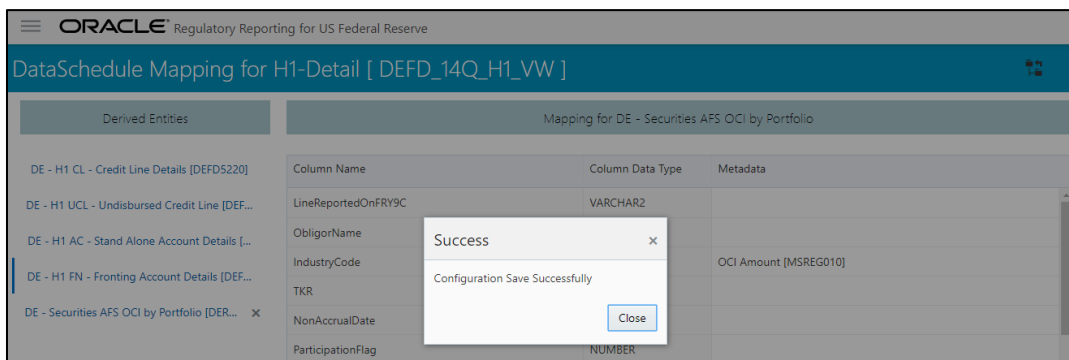 ORACLE® Regulatory Reporting for US Federal Reserve
DataSchedule Mapping for H1-Detail [ DEFD_14Q_H1_VW ]
Derived Entities
Mapping for DE - Securities AFS OCI by Portfolio
DE - H1 CL - Credit Line Details [DEFD5220]
DE - H1 UCL - Undisbursed Credit Line [DEF...
DE - H1 AC - Stand Alone Account Details [...
DE - H1 FN - Fronting Account Details [DEF...
DE - Securities AFS OCI by Portfolio [DER... ×
Column Name Column Data Type Metadata
LineReportedOnFRY9C VARCHAR2
ObligorName
IndustryCode OCI Amount [MSREG010]
TKR
NonAccrualDate
ParticipationFlag NUMBER
Success ×
Configuration Save Successfully
Close